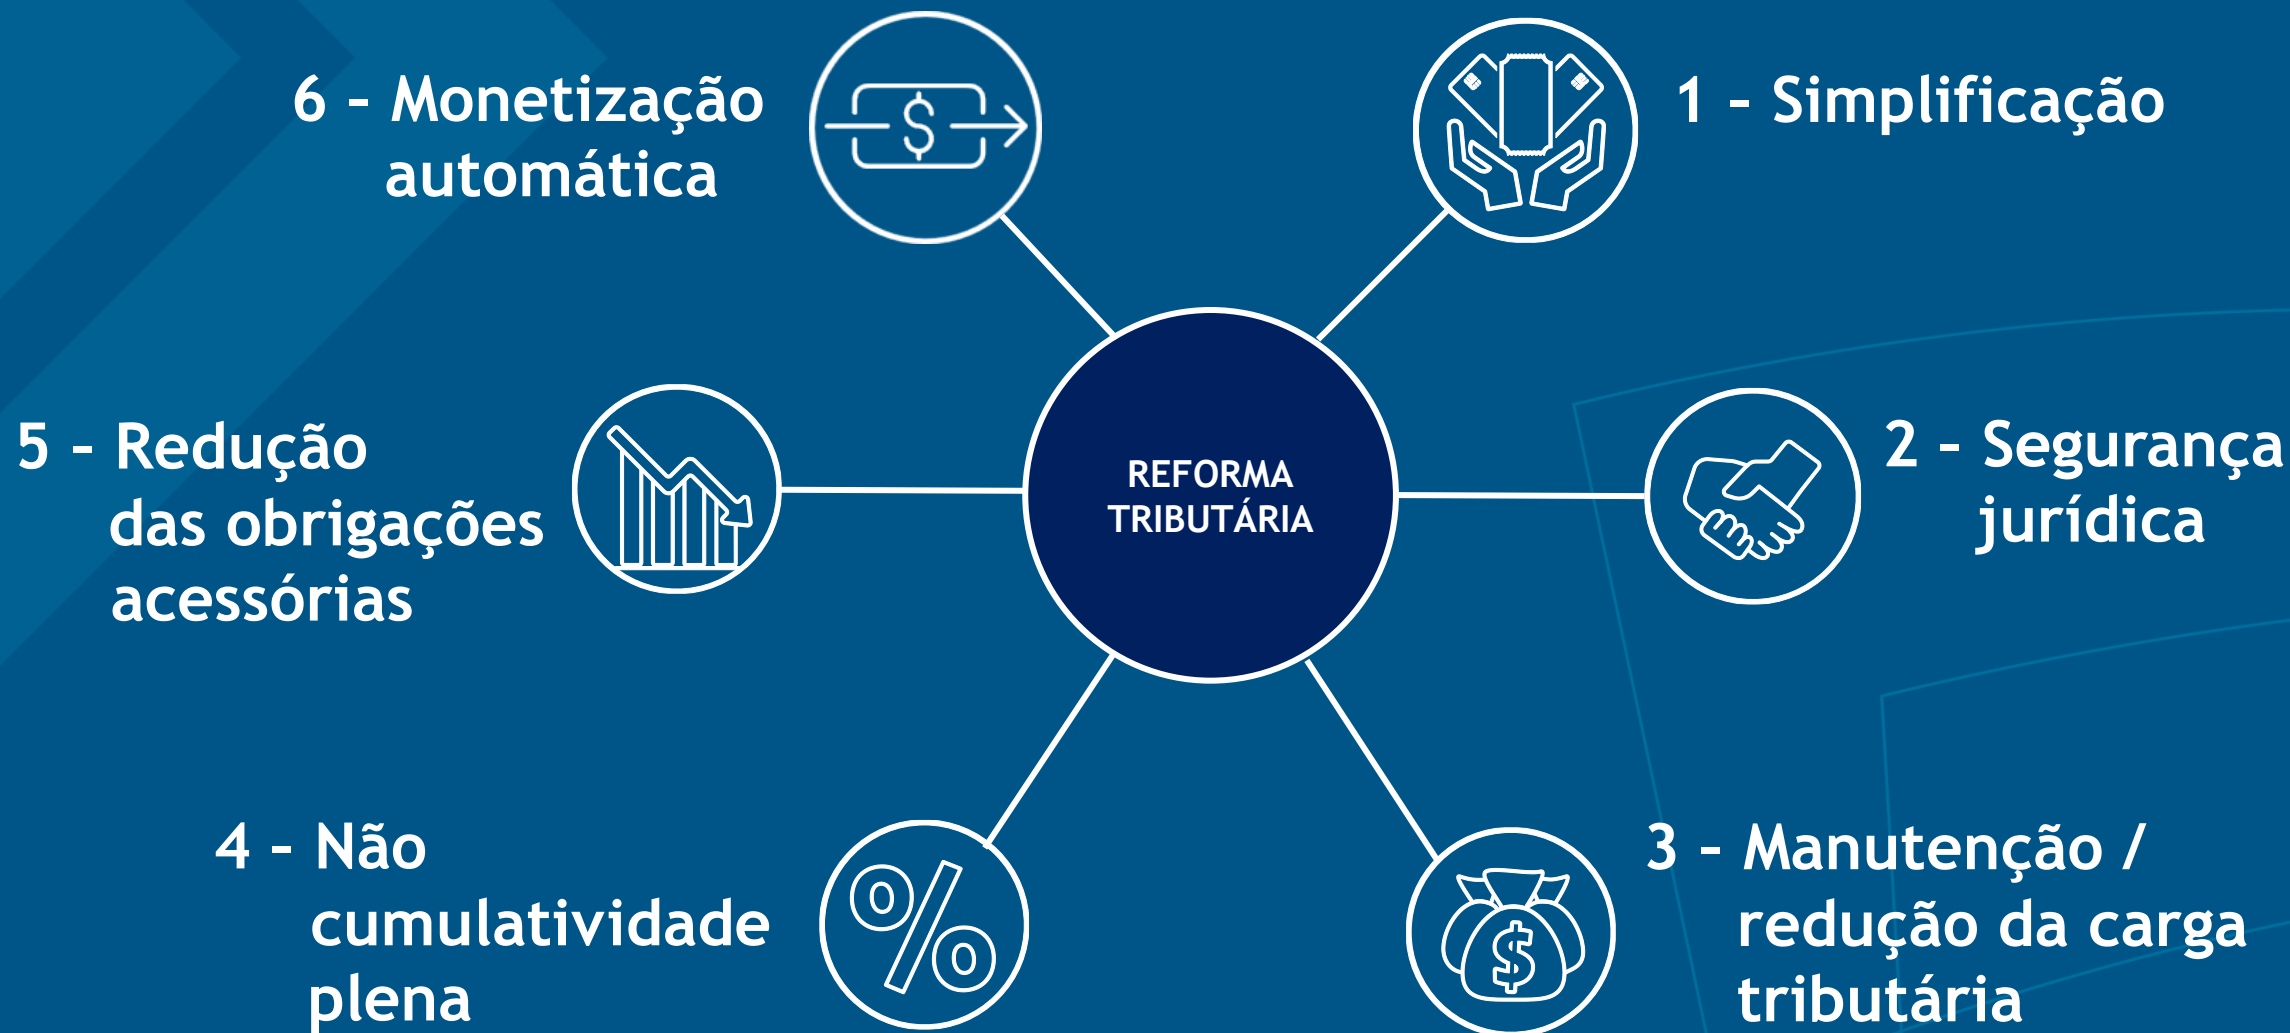 REFORMA
TRIBUTÁRIA
1 – Simplificação
2 – Segurança
jurídica
3 – Manutenção /
redução da carga
tributária
4 – Não
cumulatividade
plena
5 – Redução
das obrigações
acessórias
6 – Monetização
automática